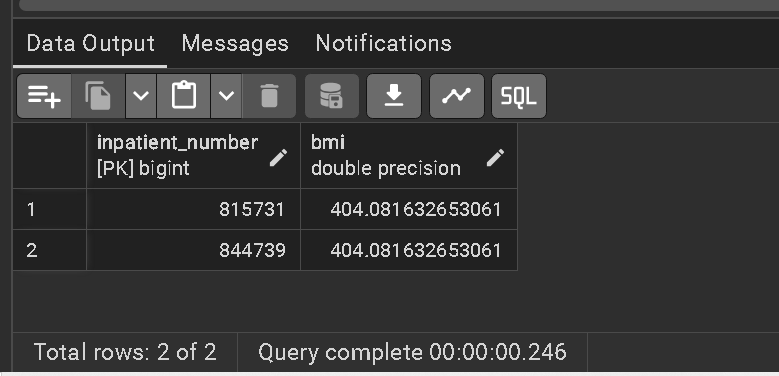 Data Output Messages Notifications
SQL
inpatient_number bmi
[PK] bigint double precision
1 815731 404.081632653061
2 844739 404.081632653061
Total rows: 2 of 2 Query complete 00:00:00.246